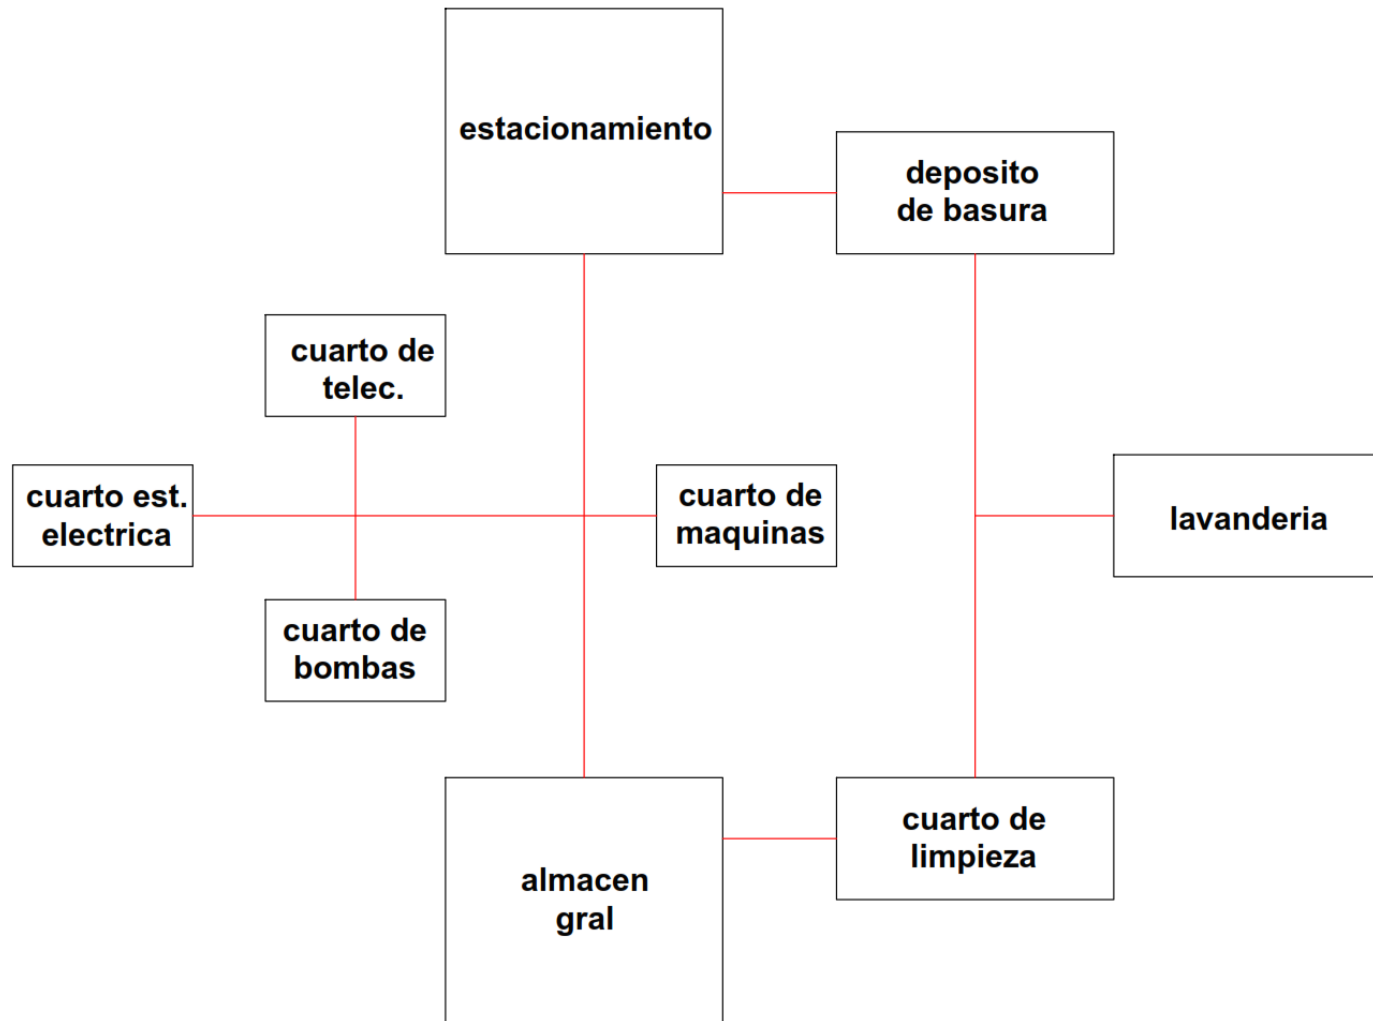 estacionamiento
deposito
de basura
cuarto de
telec.
cuarto est.
electrica
cuarto de
maquinas
lavanderia
cuarto de
bombas
cuarto de
limpieza
almacen
gral